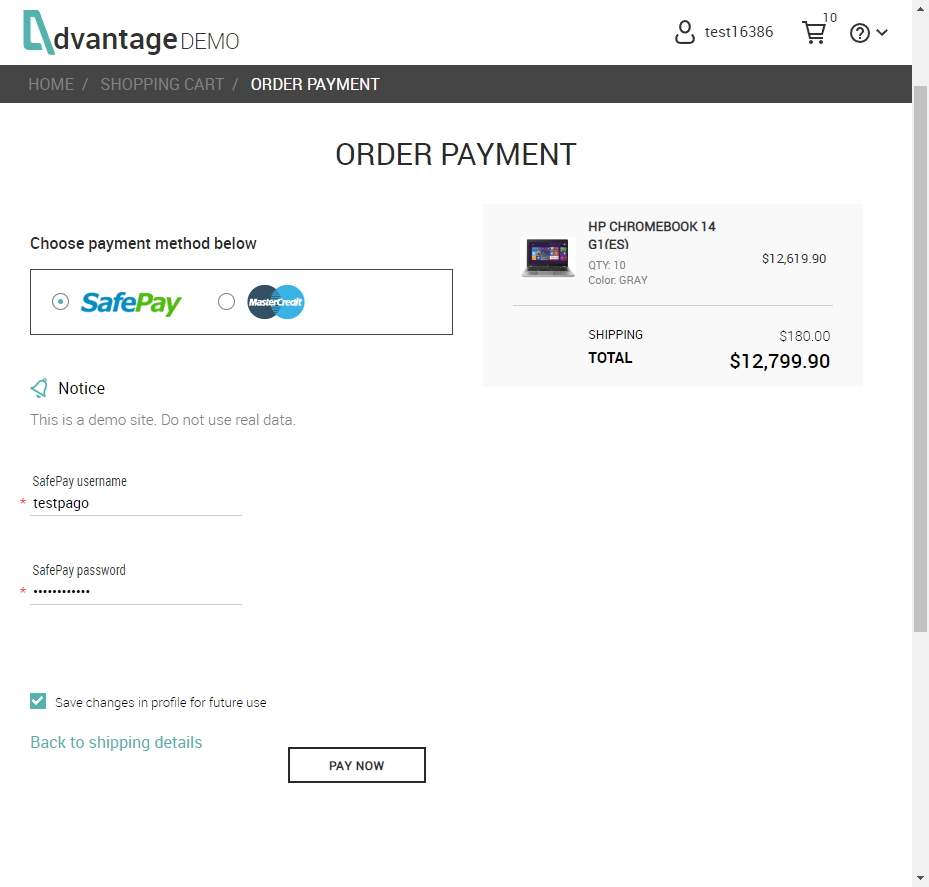 dvantage DEMO
test16386
10
HOME / SHOPPING CART / ORDER PAYMENT
ORDER PAYMENT
Choose payment method below
SafePay
MasterCredit
Notice
This is a demo site. Do not use real data.
SafePay username
* testpago
SafePay password
* ••••••••••••
Save changes in profile for future use
Back to shipping details
PAY NOW
HP CHROMEBOOK 14
G1(ES)
$12,619.90
QTY: 10
Color: GRAY
SHIPPING $180.00
TOTAL $12,799.90